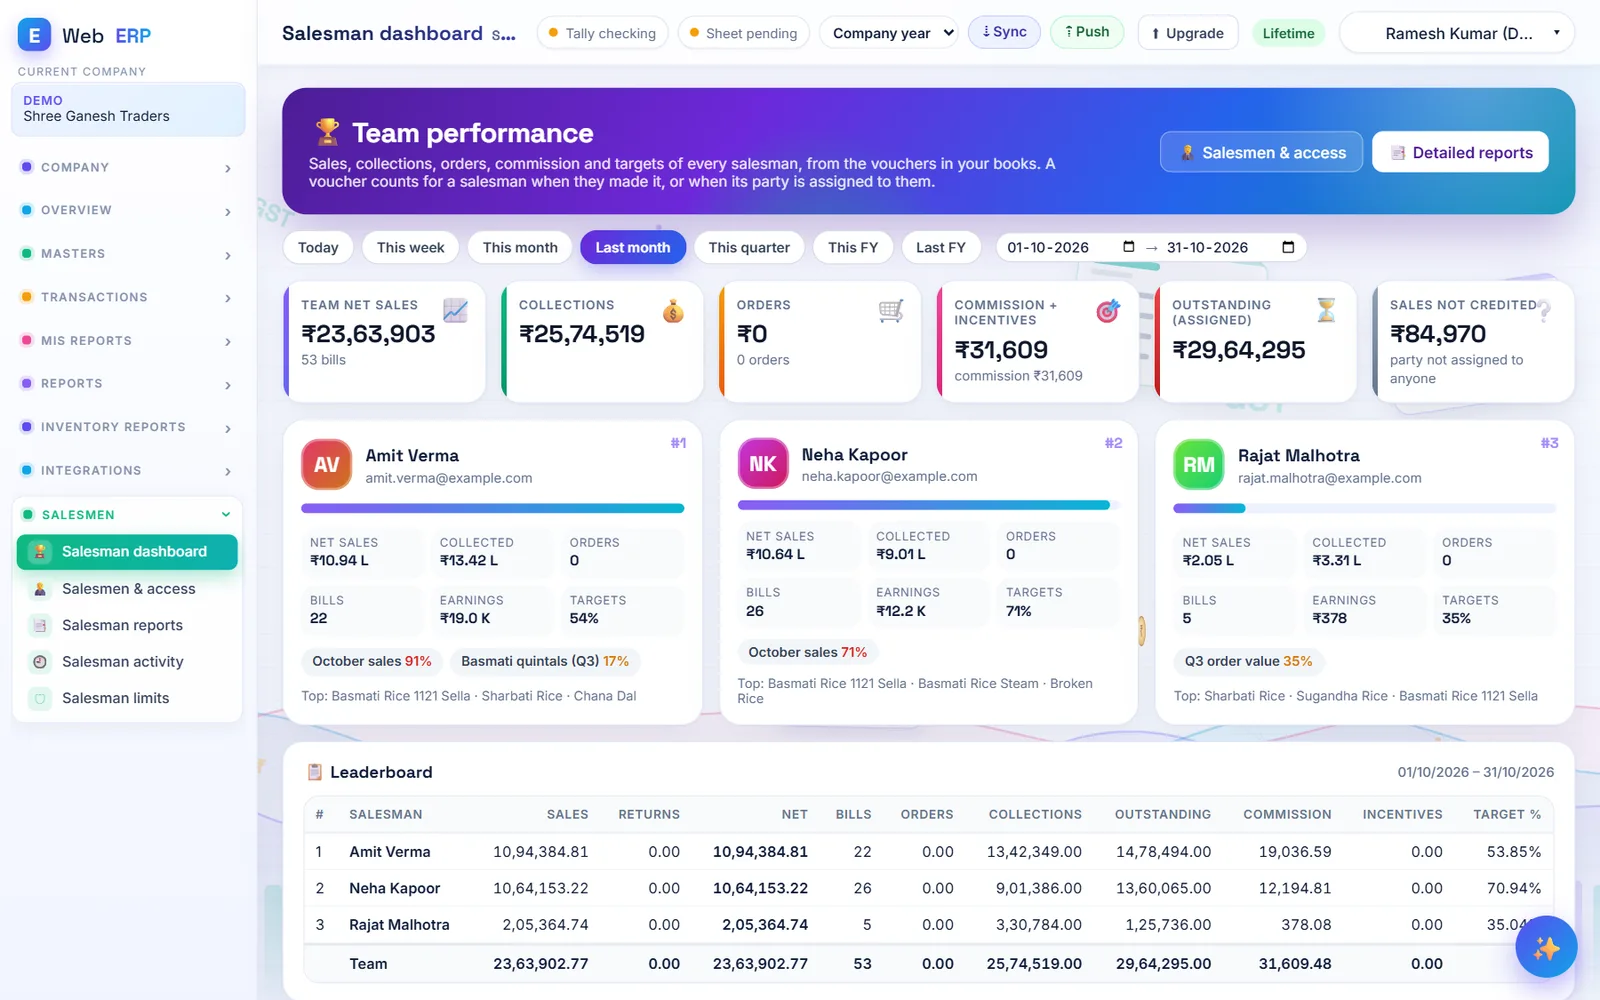 E Web ERP
CURRENT COMPANY
DEMO
Shree Ganesh Traders
COMPANY
OVERVIEW
MASTERS
TRANSACTIONS
MIS REPORTS
REPORTS
INVENTORY REPORTS
INTEGRATIONS
SALESMEN
Salesman dashboard
Salesmen & access
Salesman reports
Salesman activity
Salesman limits
Salesman dashboard s...
Tally checking
Sheet pending
Company year
Sync
Push
Upgrade
Lifetime
Ramesh Kumar (D...
Team performance
Sales, collections, orders, commission and targets of every salesman, from the vouchers in your books. A
voucher counts for a salesman when they made it, or when its party is assigned to them.
Salesmen & access
Detailed reports
Today
This week
This month
Last month
This quarter
This FY
Last FY
01-10-2026 → 31-10-2026
TEAM NET SALES
₹23,63,903
53 bills
COLLECTIONS
₹25,74,519
ORDERS
₹0
0 orders
COMMISSION +
INCENTIVES
₹31,609
commission ₹31,609
OUTSTANDING
(ASSIGNED)
₹29,64,295
SALES NOT CREDITED
₹84,970
party not assigned to
anyone
AV
Amit Verma
amit.verma@example.com
#1
NET SALES COLLECTED ORDERS
₹10.94 L ₹13.42 L 0
BILLS EARNINGS TARGETS
22 ₹19.0 K 54%
October sales 91% Basmati quintals (Q3) 17%
Top: Basmati Rice 1121 Sella · Sharbati Rice · Chana Dal
NK
Neha Kapoor
neha.kapoor@example.com
#2
NET SALES COLLECTED ORDERS
₹10.64 L ₹9.01 L 0
BILLS EARNINGS TARGETS
26 ₹12.2 K 71%
October sales 71%
Top: Basmati Rice 1121 Sella · Basmati Rice Steam · Broken
Rice
RM
Rajat Malhotra
rajat.malhotra@example.com
#3
NET SALES COLLECTED ORDERS
₹2.05 L ₹3.31 L 0
BILLS EARNINGS TARGETS
5 ₹378 35%
Q3 order value 35%
Top: Sharbati Rice · Sugandha Rice · Basmati Rice 1121 Sella
Leaderboard
01/10/2026 – 31/10/2026
# SALESMAN SALES RETURNS NET BILLS ORDERS COLLECTIONS OUTSTANDING COMMISSION INCENTIVES TARGET %
1 Amit Verma 10,94,384.81 0.00 10,94,384.81 22 0.00 13,42,349.00 14,78,494.00 19,036.59 0.00 53.85%
2 Neha Kapoor 10,64,153.22 0.00 10,64,153.22 26 0.00 9,01,386.00 13,60,065.00 12,194.81 0.00 70.94%
3 Rajat Malhotra 2,05,364.74 0.00 2,05,364.74 5 0.00 3,30,784.00 1,25,736.00 378.08 0.00
Team 23,63,902.77 0.00 23,63,902.77 53 0.00 25,74,519.00 29,64,295.00 31,609.48 0.00